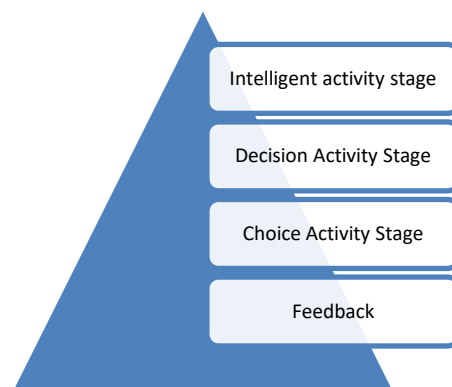 Intelligent activity stage
Decision Activity Stage
Choice Activity Stage
Feedback